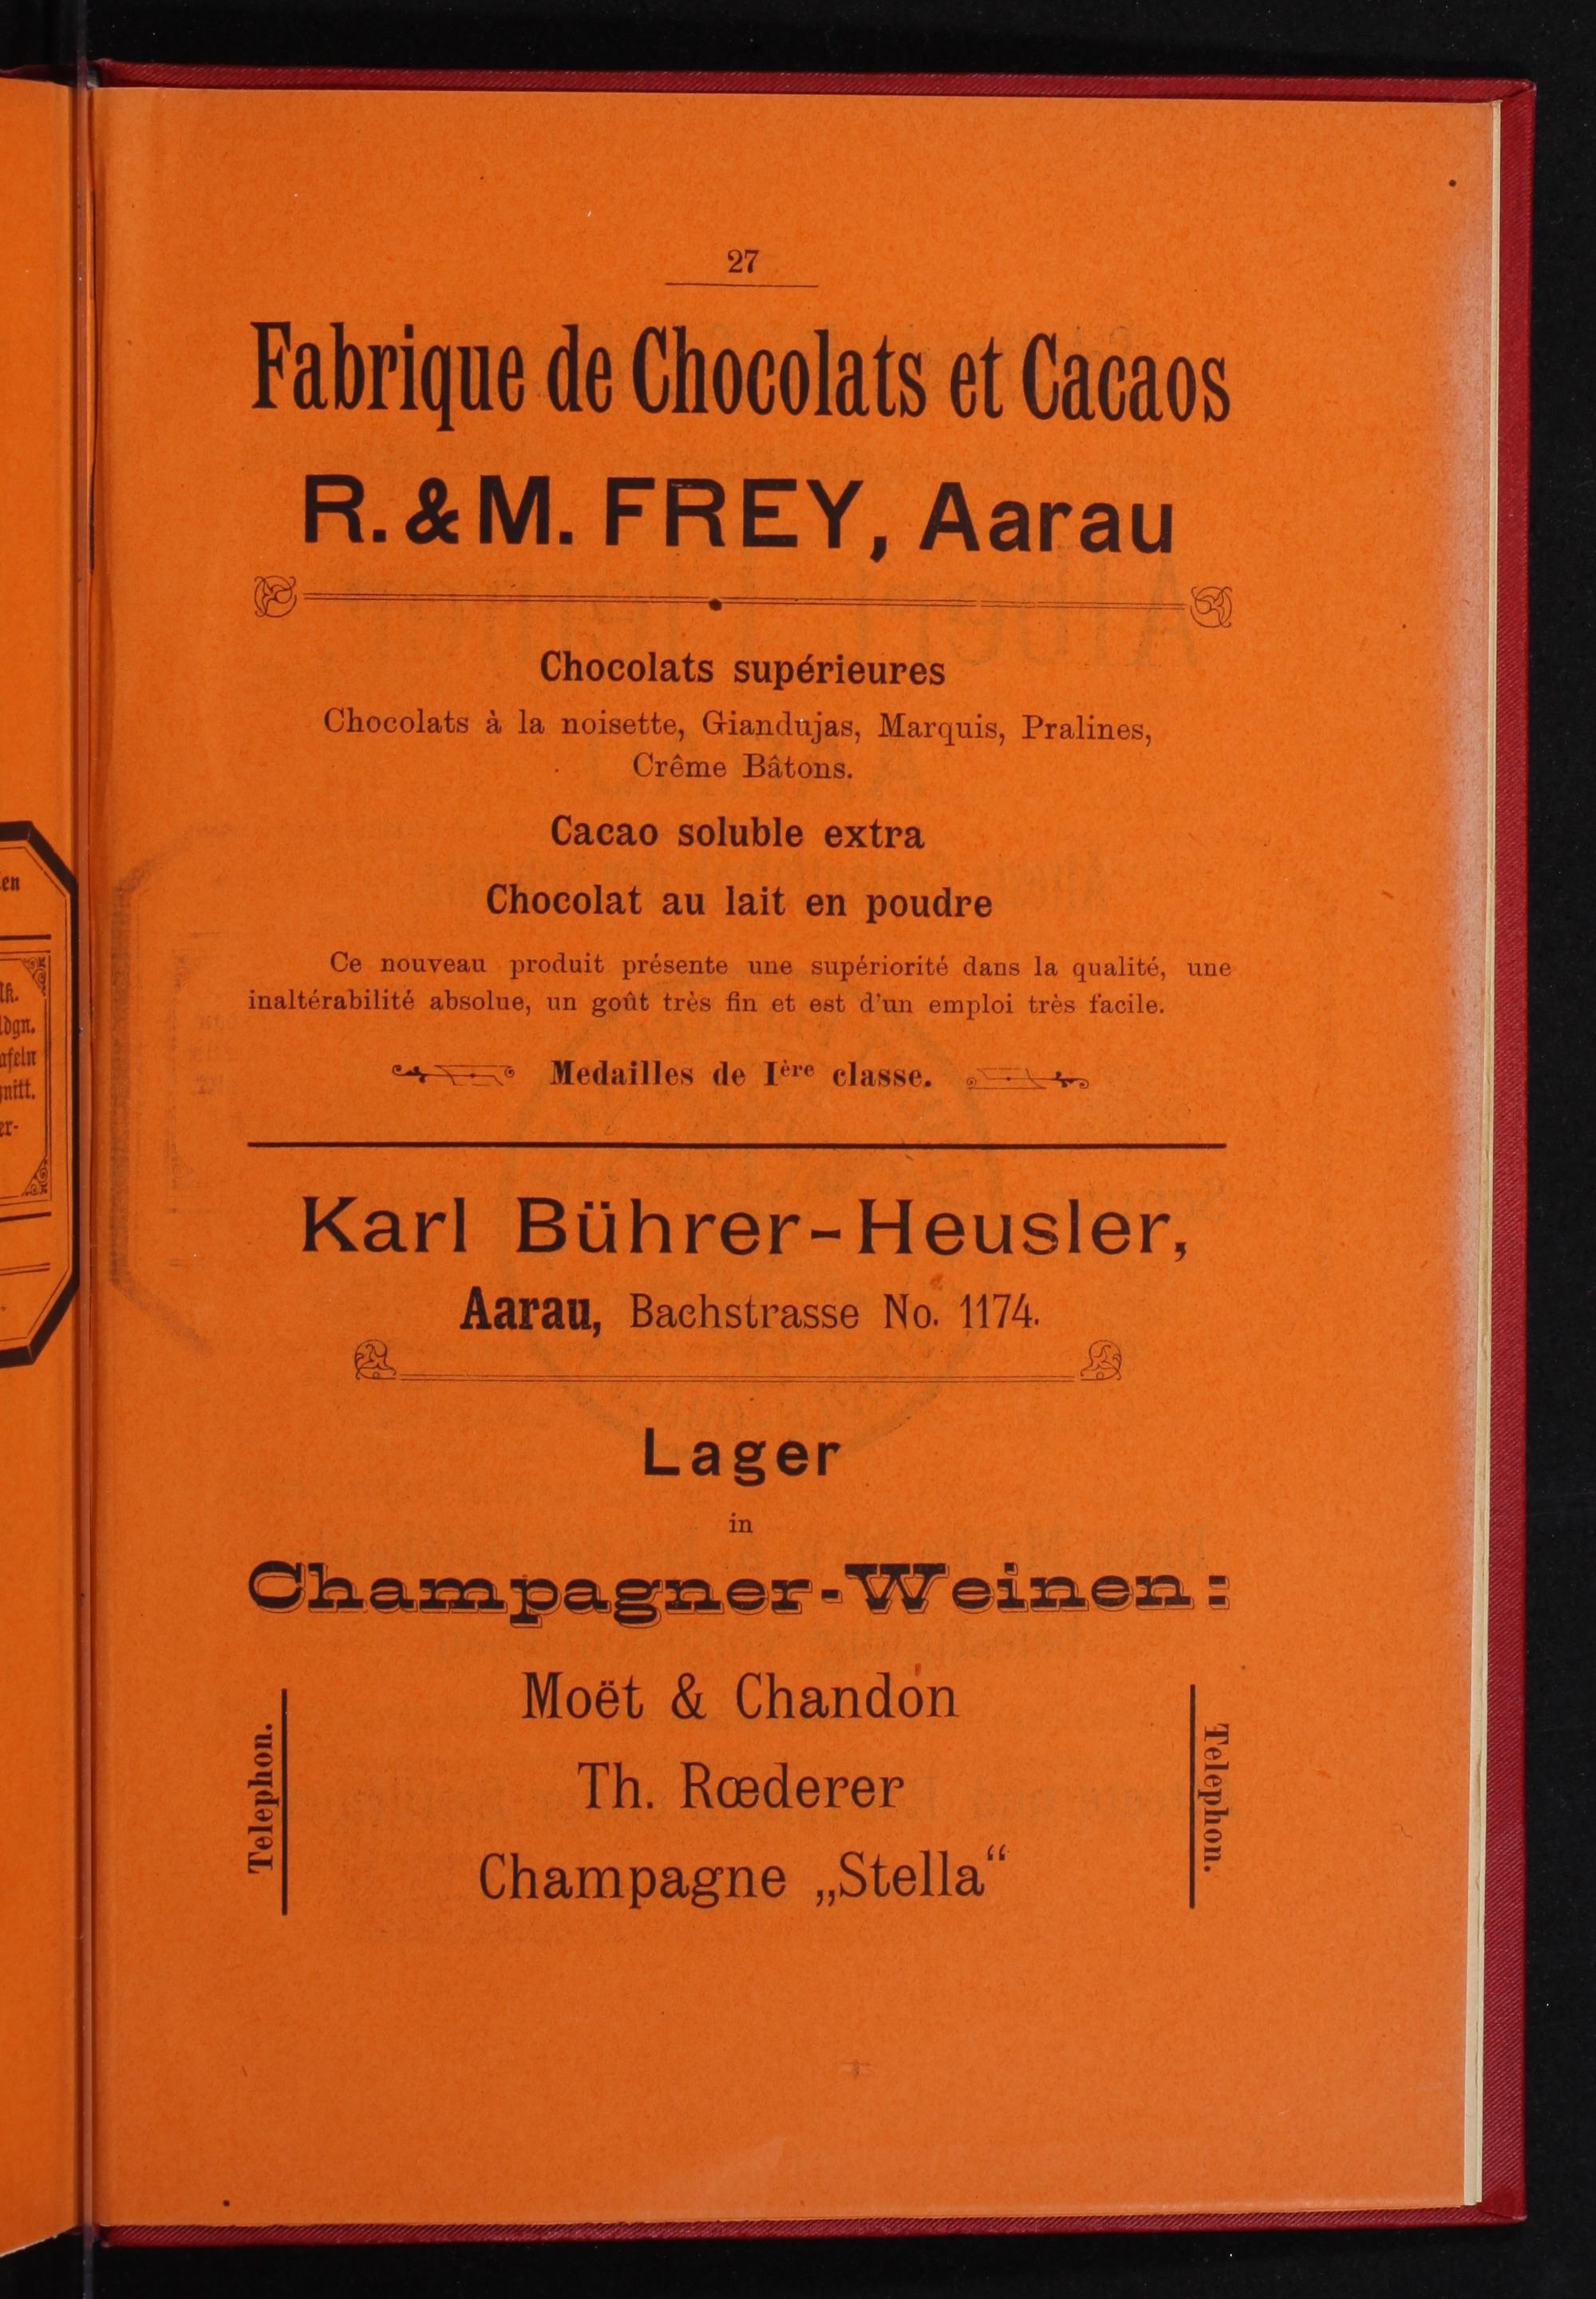 27
Fabrique de Chocolats et Cacaos
R. & M. FREY, Aarau
Chocolats supérieures
Chocolats à la noisette, Giandujas, Marquis, Pralines,
Crême Bâtons.
Cacao soluble extra
Chocolat au lait en poudre
Ce nouveau produit présente une supériorité dans la qualité, une
inaltérabilité absolue, un goût très fin et est d'un emploi très facile.
Medailles de Ière classe.
Karl Bührer-Heusler,
Aarau, Bachstrasse No. 1174.
Lager
in
Champagner-Weinen:
Telephon.
Moët & Chandon
Th. Rœderer
Champagne „Stella“
Telephon.